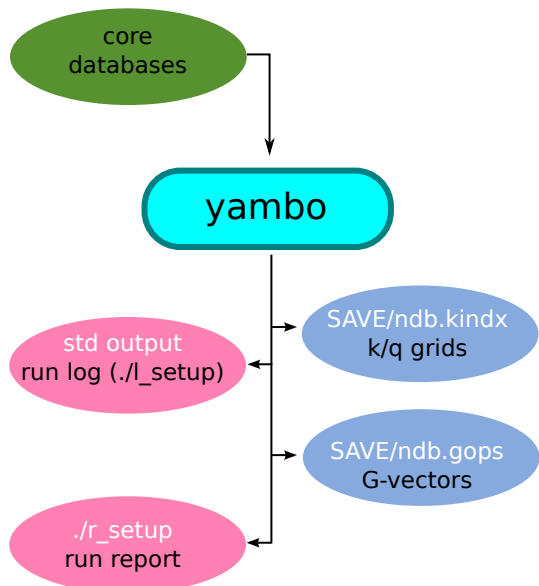 core
databases
yambo
SAVE/ndb.kindx
k/q grids
std output
run log (./l_setup)
SAVE/ndb.gops
G-vectors
./r_setup
run report